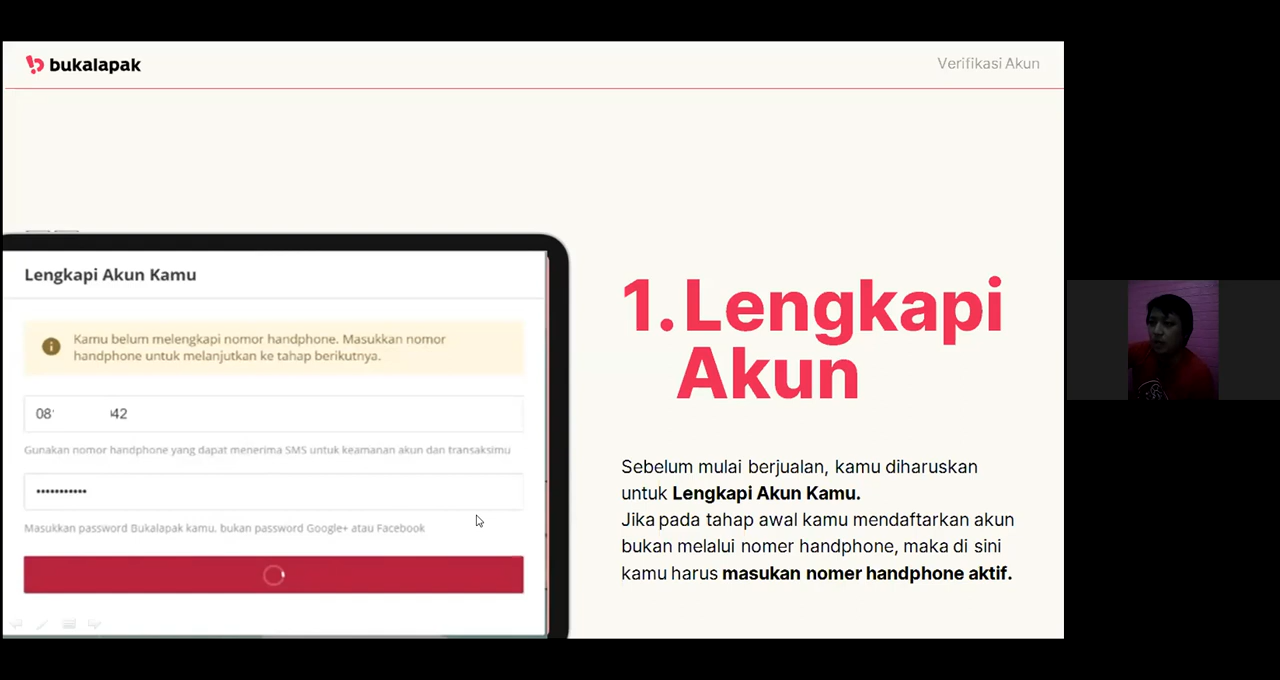 bukalapak
Verifikasi Akun
Lengkapi Akun Kamu
Kamu belum melengkapi nomor handphone. Masukkan nomor
handphone untuk melanjutkan ke tahap berikutnya.
08 42
Gunakan nomor handphone yang dapat menerima SMS untuk keamanan akun dan transaksimu
•••••••••••
Masukkan password Bukalapak kamu, bukan password Google+ atau Facebook
1. Lengkapi
Akun
Sebelum mulai berjualan, kamu diharuskan
untuk Lengkapi Akun Kamu.
Jika pada tahap awal kamu mendaftarkan akun
bukan melalui nomer handphone, maka di sini
kamu harus masukan nomer handphone aktif.